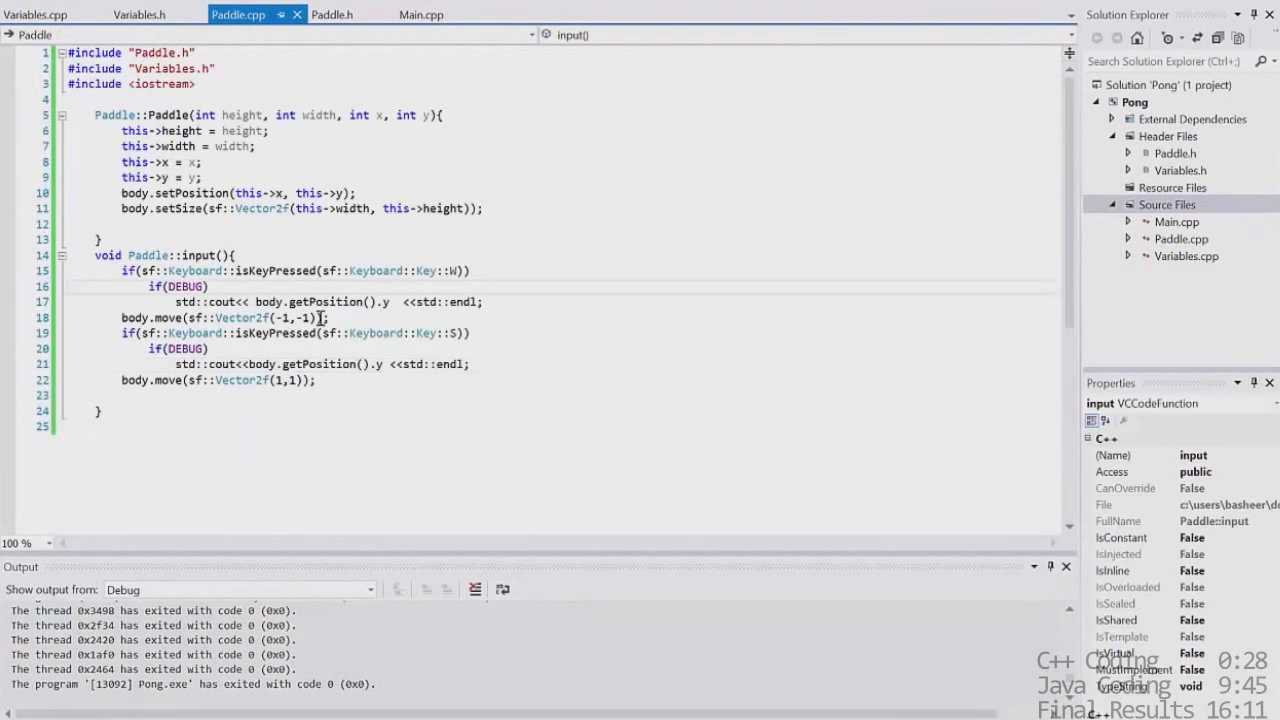 Variables.cpp Variables.h Paddle.cpp Paddle.h Main.cpp
Paddle input()
1 #include "Paddle.h"
2 #include "Variables.h"
3 #include <iostream>
4
5 Paddle::Paddle(int height, int width, int x, int y){
6 this->height = height;
7 this->width = width;
8 this->x = x;
9 this->y = y;
10 body.setPosition(this->x, this->y);
11 body.setSize(sf::Vector2f(this->width, this->height));
12
13 }
14 void Paddle::input(){
15 if(sf::Keyboard::isKeyPressed(sf::Keyboard::Key::W))
16 if(DEBUG)
17 std::cout<< body.getPosition().y <<std::endl;
18 body.move(sf::Vector2f(-1,-1));
19 if(sf::Keyboard::isKeyPressed(sf::Keyboard::Key::S))
20 if(DEBUG)
21 std::cout<<body.getPosition().y <<std::endl;
22 body.move(sf::Vector2f(1,1));
23
24 }
25
100 %
Output
Show output from: Debug
The thread 0x3498 has exited with code 0 (0x0).
The thread 0x2f34 has exited with code 0 (0x0).
The thread 0x2420 has exited with code 0 (0x0).
The thread 0x1af0 has exited with code 0 (0x0).
The thread 0x2464 has exited with code 0 (0x0).
The program '[13092] Pong.exe' has exited with code 0 (0x0).
Solution Explorer
Search Solution Explorer (Ctrl+;)
Solution 'Pong' (1 project)
Pong
External Dependencies
Header Files
Paddle.h
Variables.h
Resource Files
Source Files
Main.cpp
Paddle.cpp
Variables.cpp
Properties
input VCCodeFunction
C++
(Name) input
Access public
CanOverride False
File c:\users\basheer\do
FullName Paddle::input
IsConstant False
IsInjected False
IsInline False
IsOverloaded False
IsSealed False
IsShared False
IsTemplate False
IsVirtual False
MustImplement False
TypeString void
C++
C++ Coding 0:28
Java Coding 9:45
Final Results 16:11